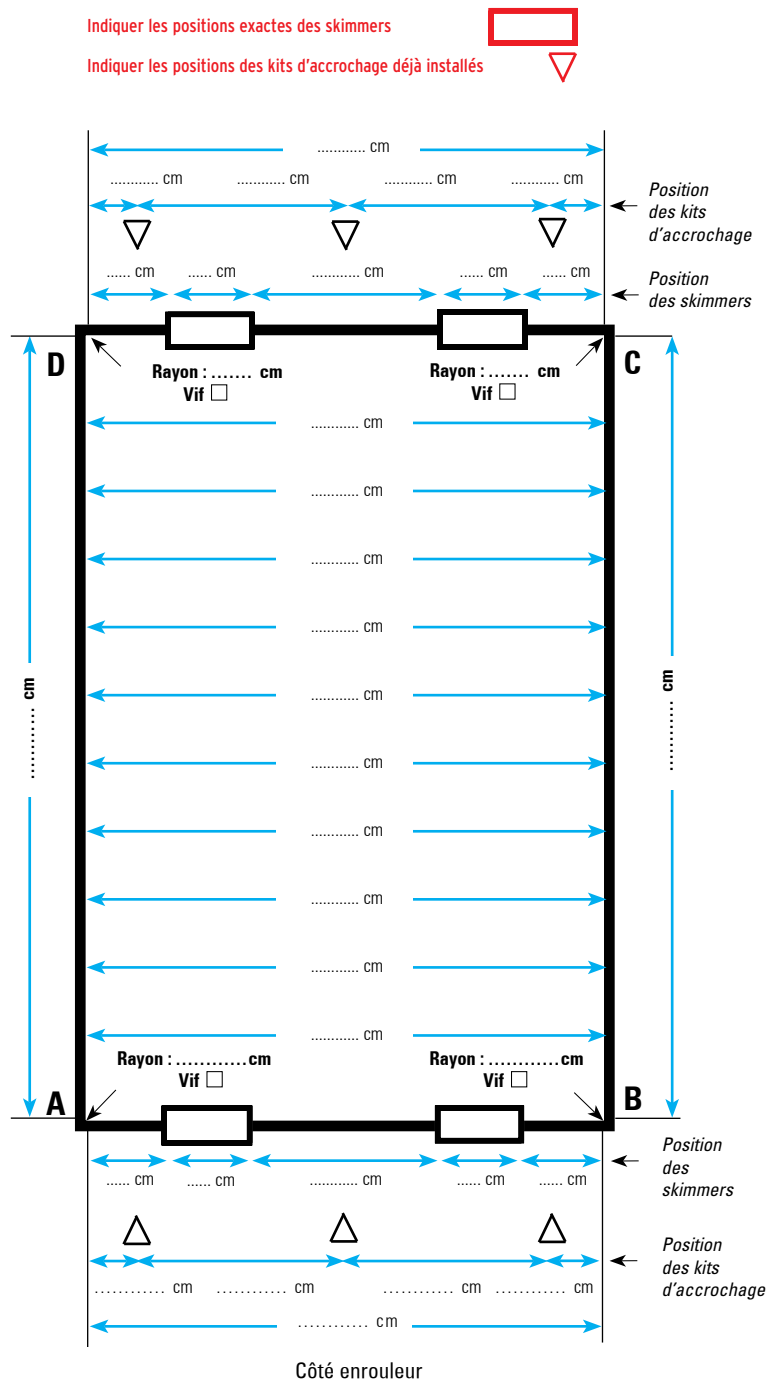 Indiquer les positions exactes des skimmers
Indiquer les positions des kits d'accrochage déjà installés
............ cm
............ cm ............ cm ............ cm ............ cm
Position
des kits
d'accrochage
...... cm ...... cm ............ cm ...... cm ...... cm
Position
des skimmers
D C
Rayon : ....... cm Rayon : ....... cm
Vif □ Vif □
............ cm
............ cm
............ cm
............ cm
............ cm
............ cm
............ cm
............ cm
............ cm
............ cm
............ cm
............ cm
Rayon : ............cm Rayon : ............cm
Vif □ Vif □
A B
Position
des
skimmers
...... cm ...... cm ............ cm ...... cm ...... cm
Position
des kits
d'accrochage
............ cm ............ cm ............ cm ............ cm
............ cm
Côté enrouleur